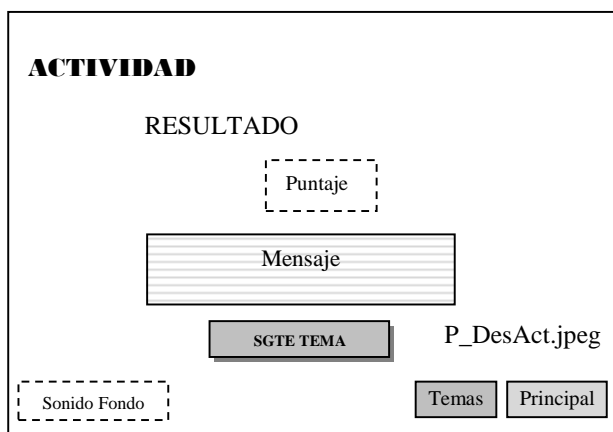 ACTIVIDAD
RESULTADO
Puntaje
Mensaje
SGTE TEMA
P_DesAct.jpeg
Sonido Fondo
Temas
Principal